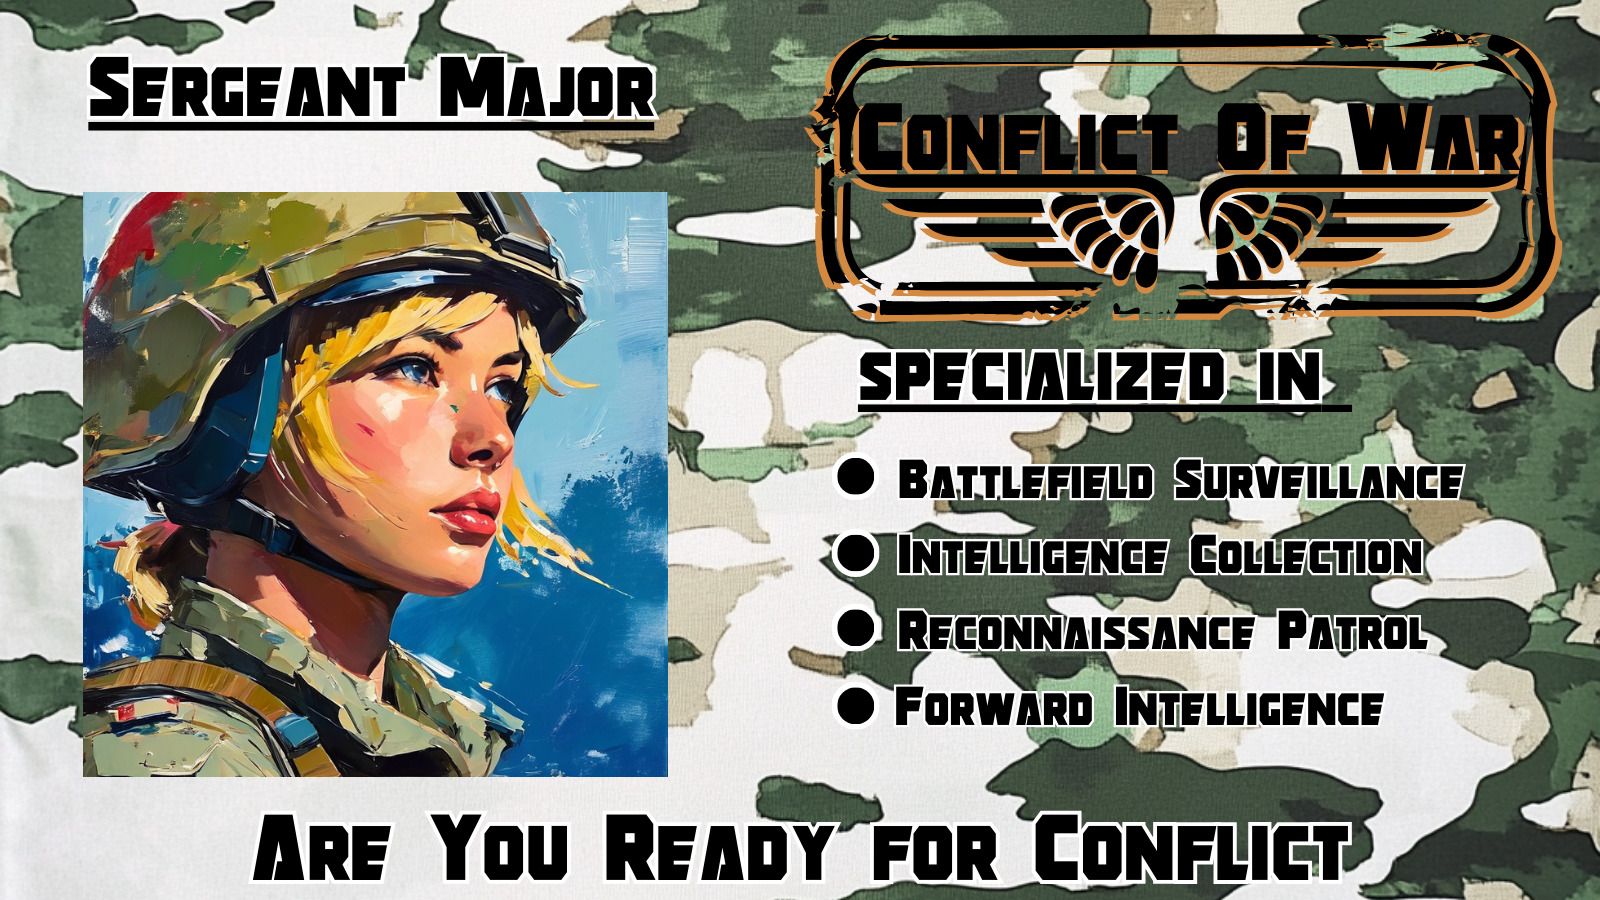 Sergeant Major
Conflict Of War
SPECIALIZED IN
Battlefield Surveillance
Intelligence Collection
Reconnaissance Patrol
Forward Intelligence
Are You Ready for Conflict